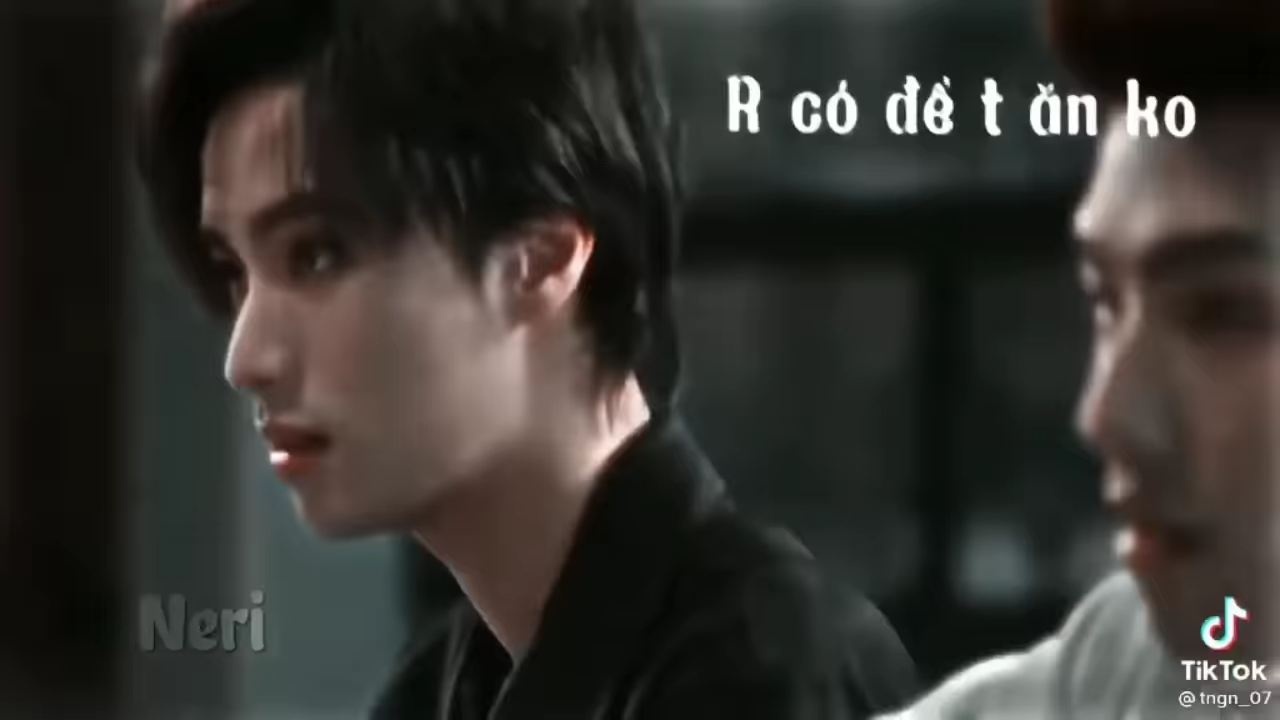 R có để t ăn ko
Neri
TikTok
@tngn_07